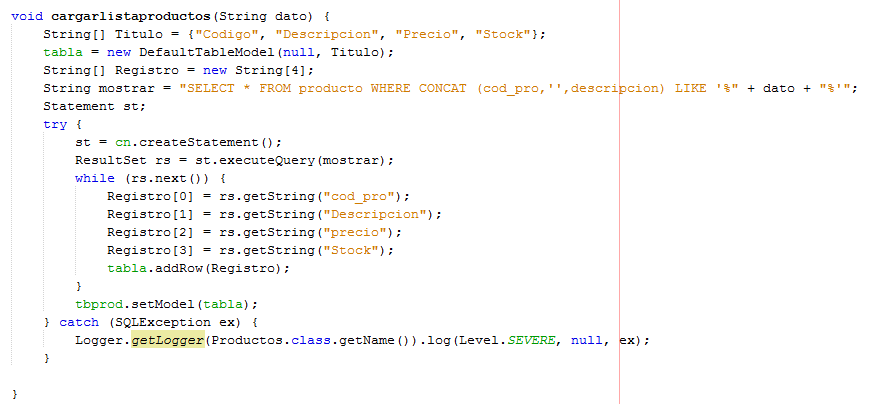 void cargarlistaproductos(String dato) {
String[] Titulo = {"Codigo", "Descripcion", "Precio", "Stock"};
tabla = new DefaultTableModel(null, Titulo);
String[] Registro = new String[4];
String mostrar = "SELECT * FROM producto WHERE CONCAT (cod_pro,'',descripcion) LIKE '%" + dato + "%'";
Statement st;
try {
st = cn.createStatement();
ResultSet rs = st.executeQuery(mostrar);
while (rs.next()) {
Registro[0] = rs.getString("cod_pro");
Registro[1] = rs.getString("Descripcion");
Registro[2] = rs.getString("precio");
Registro[3] = rs.getString("Stock");
tabla.addRow(Registro);
}
tbprod.setModel(tabla);
} catch (SQLException ex) {
Logger.getLogger(Productos.class.getName()).log(Level.SEVERE, null, ex);
}
}